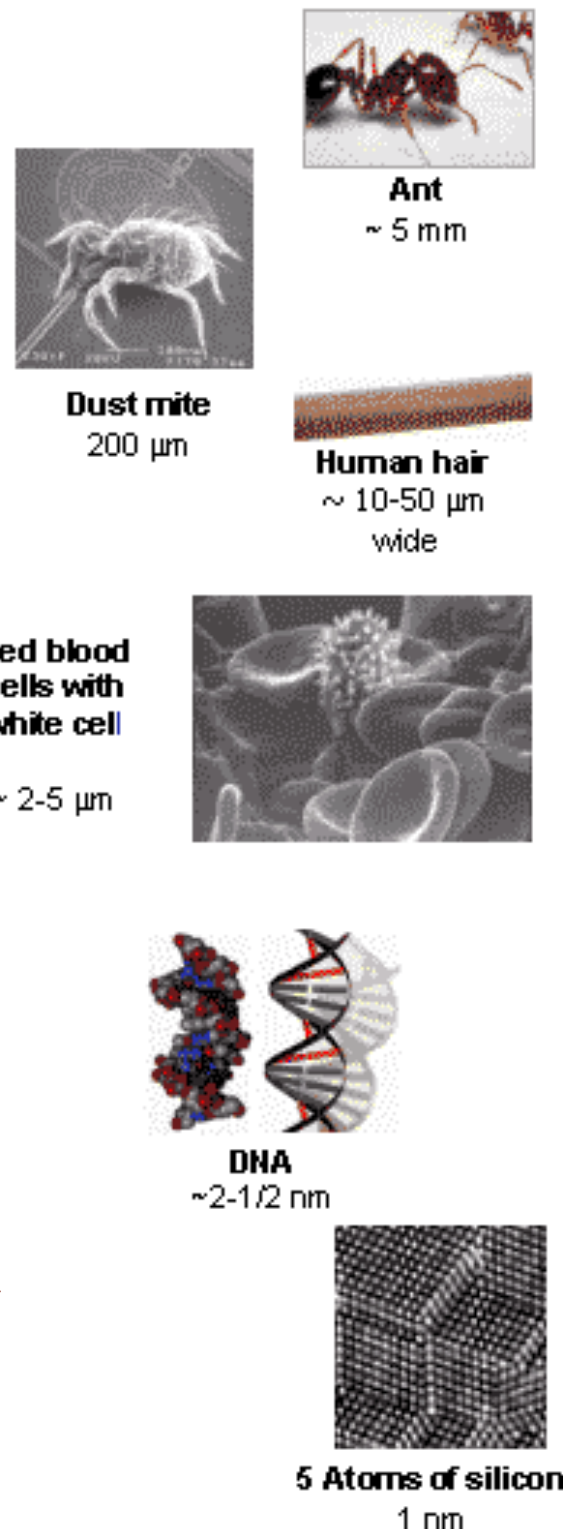 Ant
~ 5 mm
Dust mite
200 µm
Human hair
~ 10-50 µm
wide
ed blood
ells with
white cell
~ 2-5 µm
DNA
~2-1/2 nm
5 Atoms of silicon
1 nm